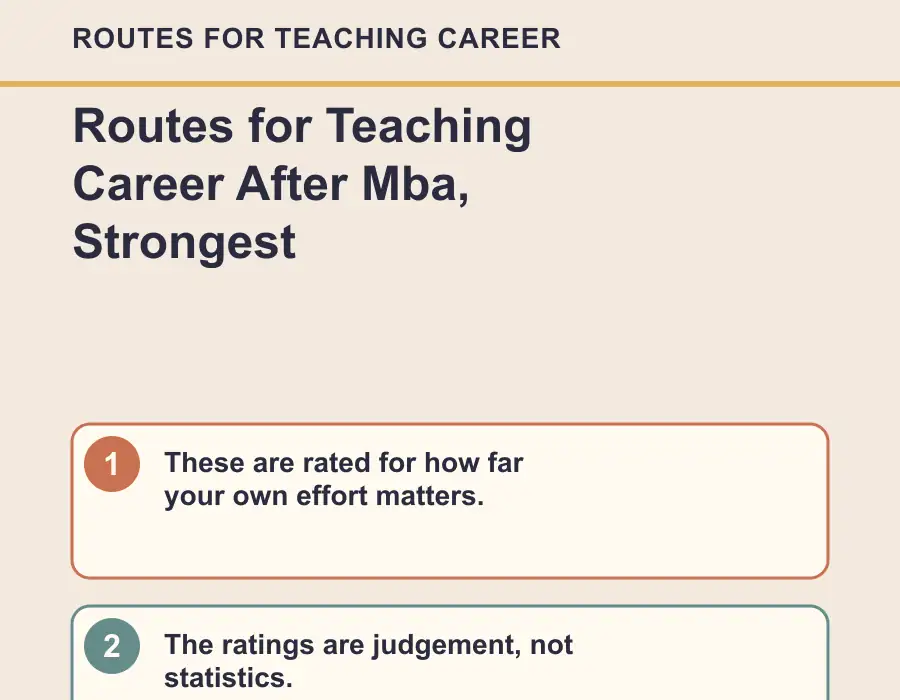 ROUTES FOR TEACHING CAREER
Routes for Teaching
Career After Mba,
Strongest
1
These are rated for how far
your own effort matters.
2
The ratings are judgement, not
statistics.